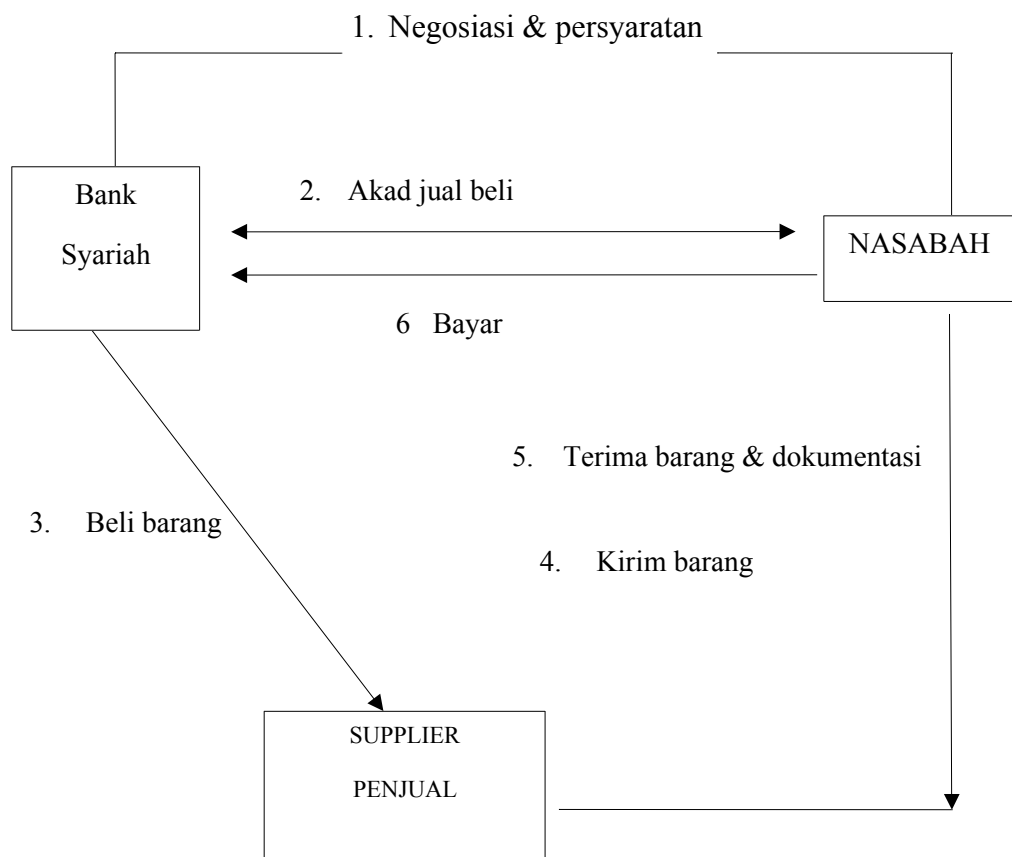 1. Negosiasi & persyaratan
Bank
Syariah
2. Akad jual beli
NASABAH
6 Bayar
5. Terima barang & dokumentasi
3. Beli barang
4. Kirim barang
SUPPLIER
PENJUAL